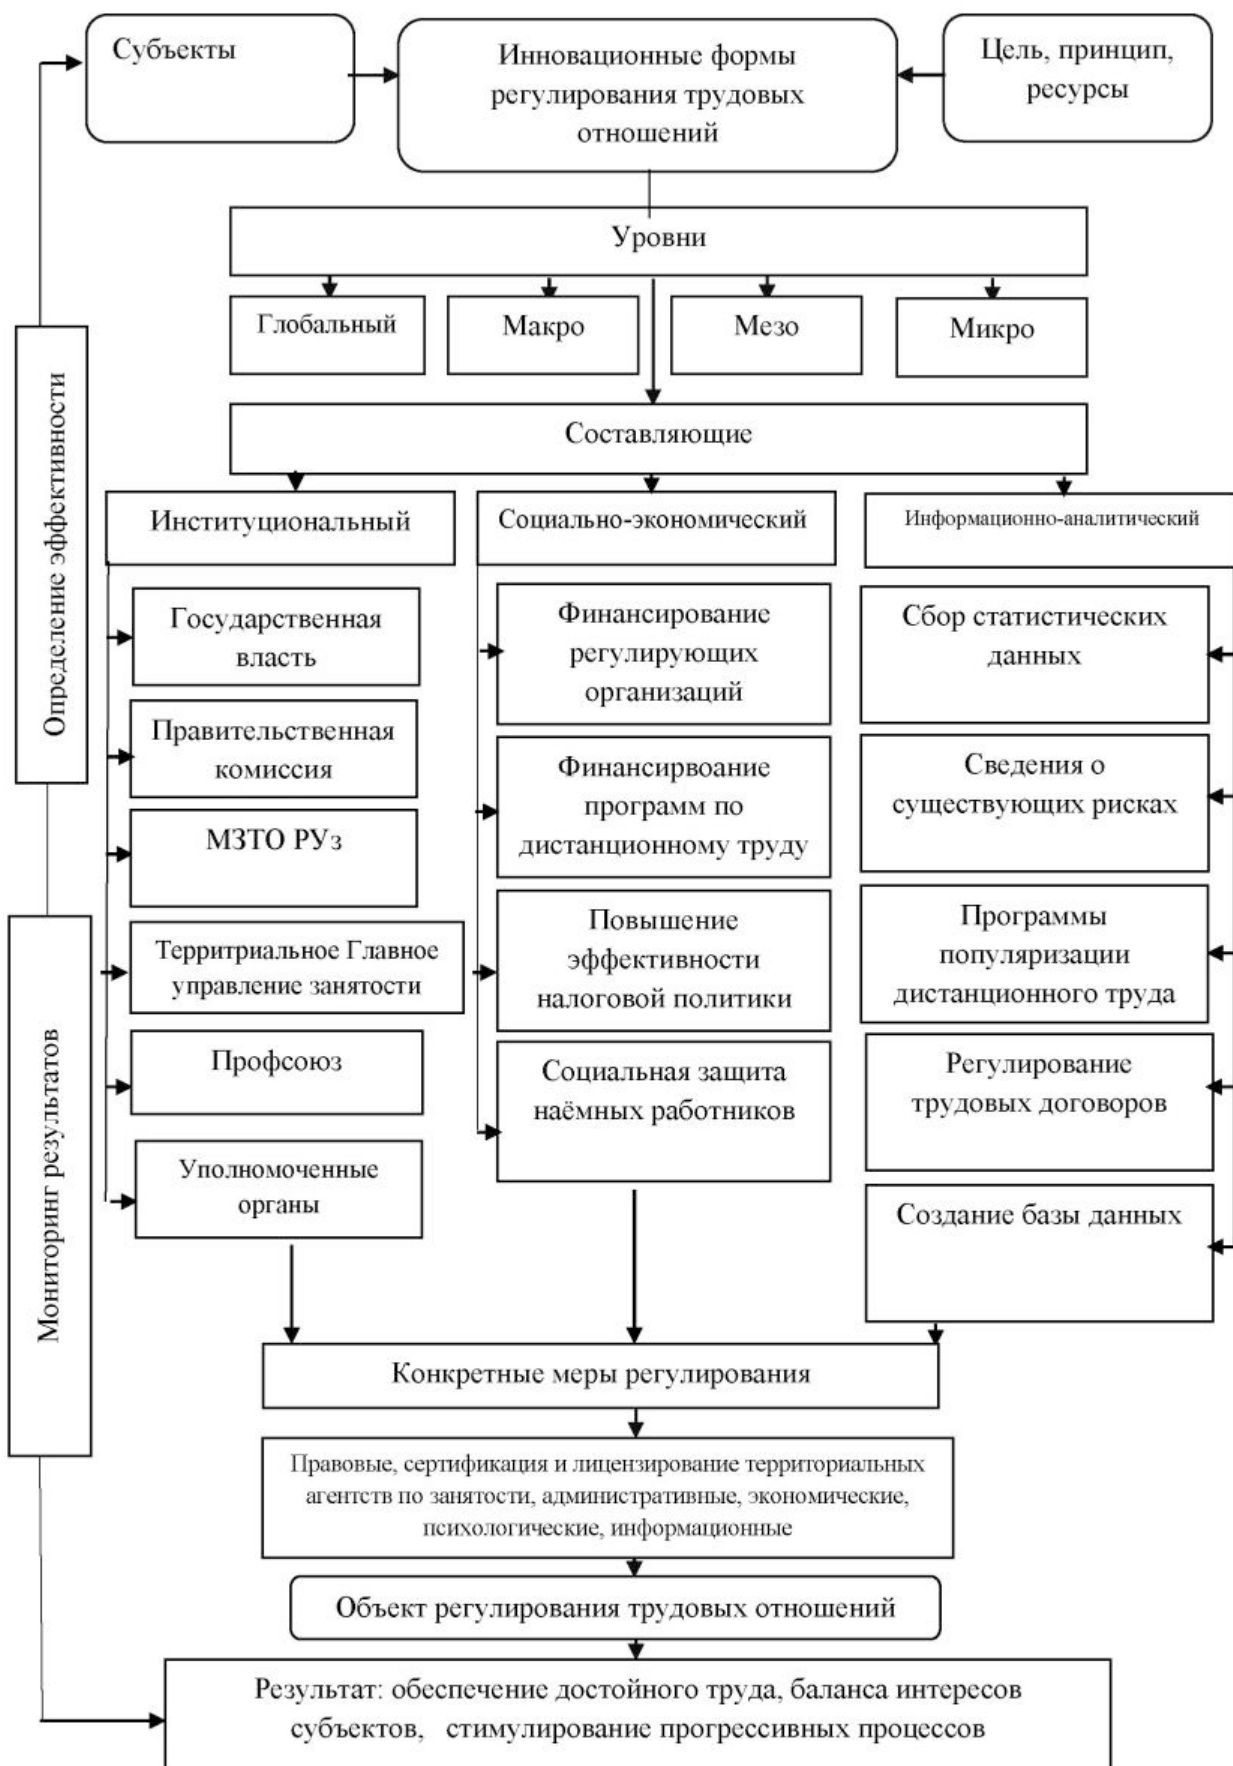 Субъекты
Инновационные формы
регулирования трудовых
отношений
Цель, принцип,
ресурсы
Уровни
Глобальный
Макро
Мезо
Микро
Составляющие
Институциональный
Социально-экономический
Информационно-аналитический
Государственная
власть
Правительственная
комиссия
МЗТО РУз
Территриальное Главное
управление занятости
Профсоюз
Уполномоченные
органы
Финансирование
регулирующих
организаций
Финансирвоание
программ по
дистанционному труду
Повышение
эффективности
налоговой политики
Социальная защита
наёмных работников
Сбор статистических
данных
Сведения о
существующих рисках
Программы
популяризации
дистанционного труда
Регулирование
трудовых договоров
Создание базы данных
Определение эффективности
Мониторинг результатов
Конкретные меры регулирования
Правовые, сертификация и лицензирование территориальных
агентств по занятости, административные, экономические,
психологические, информационные
Объект регулирования трудовых отношений
Результат: обеспечение достойного труда, баланса интересов
субъектов, стимулирование прогрессивных процессов